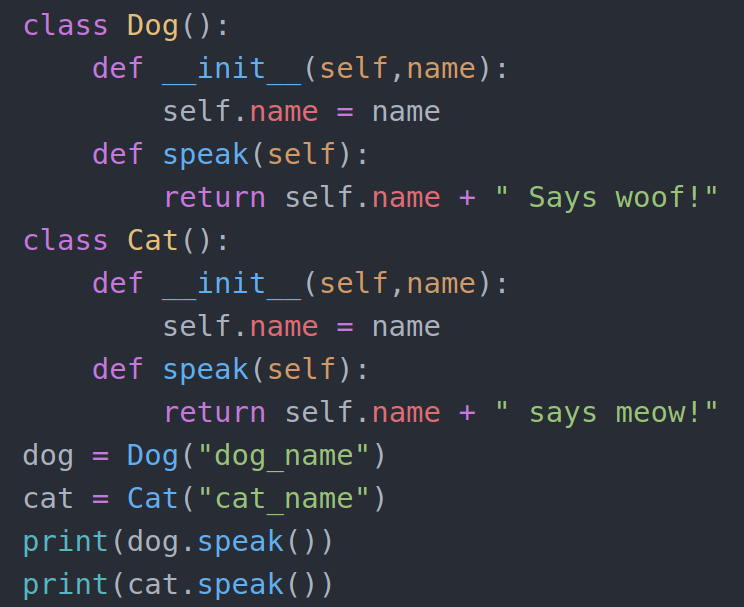 class Dog():
    def __init__(self,name):
        self.name = name
    def speak(self):
        return self.name + " Says woof!"
class Cat():
    def __init__(self,name):
        self.name = name
    def speak(self):
        return self.name + " says meow!"
dog = Dog("dog_name")
cat = Cat("cat_name")
print(dog.speak())
print(cat.speak())